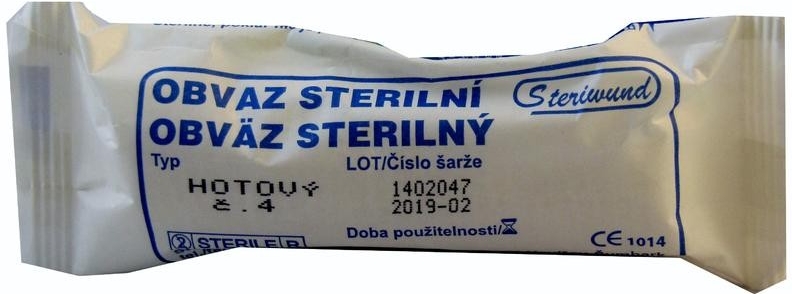 OBVAZ STERILNÍ
Steriwund
OBVÄZ STERILNÝ
Typ
LOT/Číslo šarže
HOTOVÝ
č.4
1402047
2019-02
Doba použitelnosti/
2 STERILE R
CE 1014